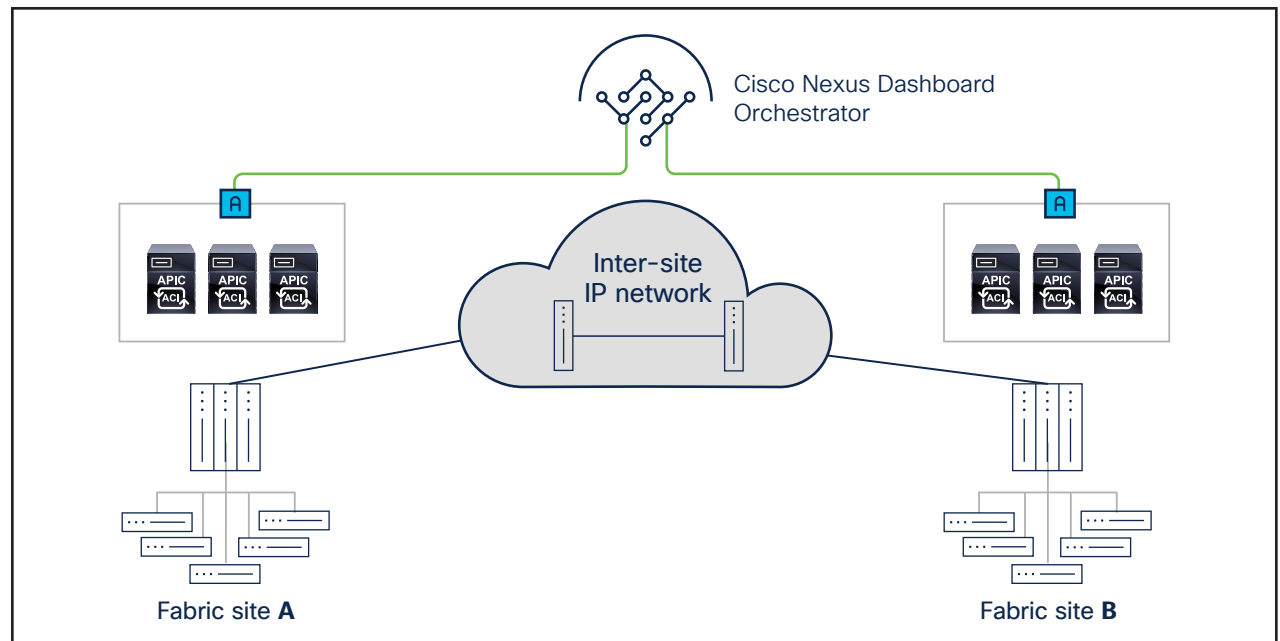 Cisco Nexus Dashboard
Orchestrator
A
A
Inter-site
IP network
APIC
ACI
APIC
ACI
APIC
ACI
APIC
ACI
APIC
ACI
APIC
ACI
Fabric site A
Fabric site B